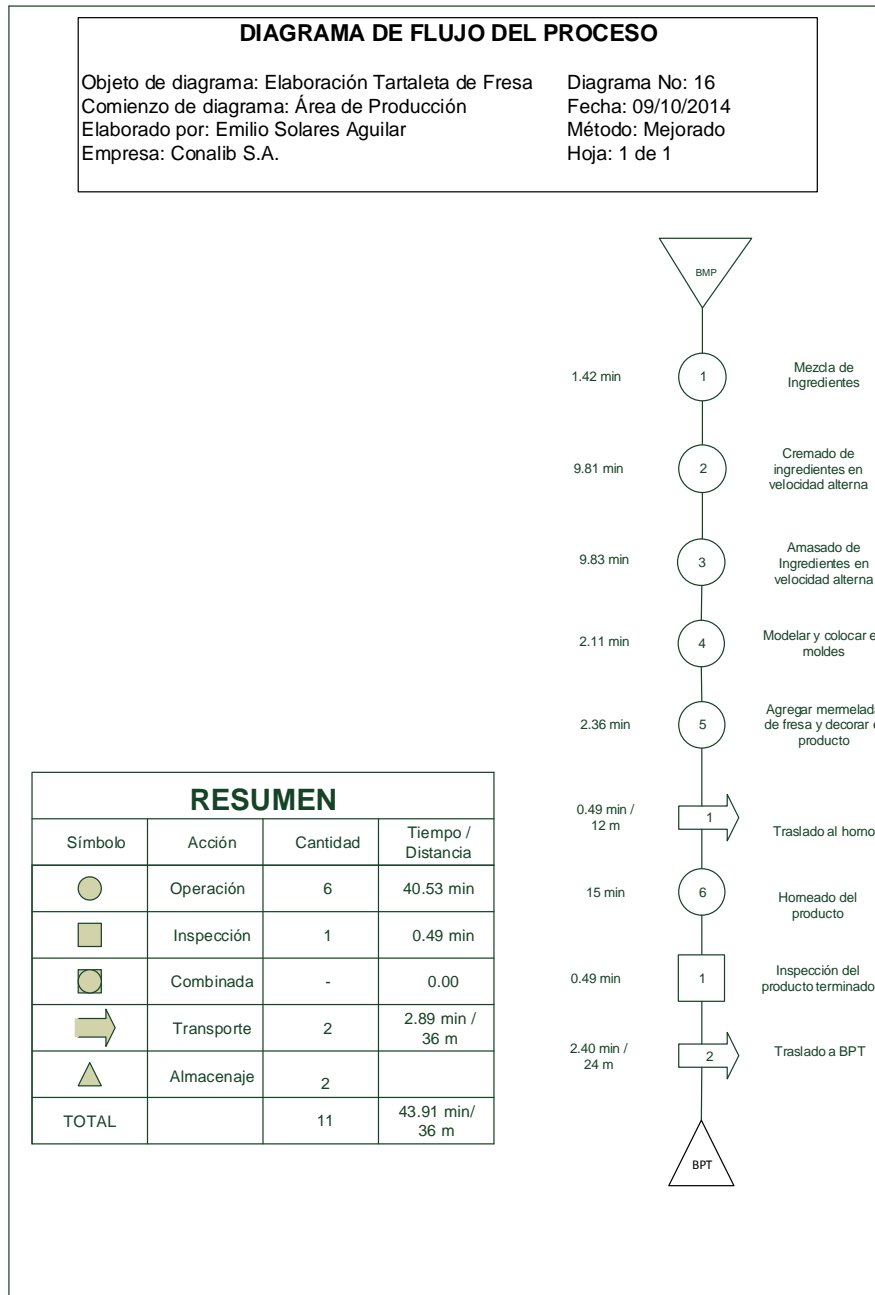 DIAGRAMA DE FLUJO DEL PROCESO
Objeto de diagrama: Elaboración Tartaleta de Fresa
Comienzo de diagrama: Área de Producción
Elaborado por: Emilio Solares Aguilar
Empresa: Conalib S.A.
Diagrama No: 16
Fecha: 09/10/2014
Método: Mejorado
Hoja: 1 de 1
BMP
1.42 min
1
Mezcla de
Ingredientes
9.81 min
2
Cremado de
ingredientes en
velocidad alterna
9.83 min
3
Amasado de
Ingredientes en
velocidad alterna
2.11 min
4
Modelar y colocar e
moldes
2.36 min
5
Agregar mermelada
de fresa y decorar e
producto
0.49 min /
12 m
1
Traslado al horno
15 min
6
Horneado del
producto
0.49 min
1
Inspección del
producto terminado
2.40 min /
24 m
2
Traslado a BPT
BPT
RESUMEN
Símbolo Acción Cantidad Tiempo /
Distancia
Operación 6 40.53 min
Inspección 1 0.49 min
Combinada - 0.00
Transporte 2 2.89 min /
36 m
Almacenaje 2
TOTAL 11 43.91 min/
36 m